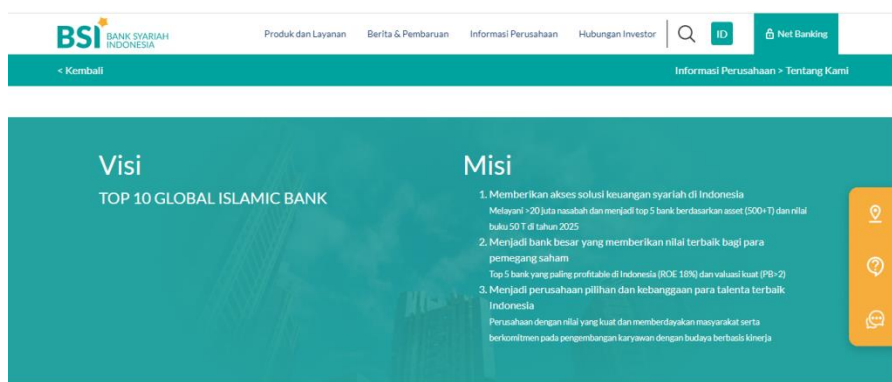 BSI BANK SYARIAH
INDONESIA
Produk dan Layanan Berita & Pembaruan Informasi Perusahaan Hubungan Investor ID Net Banking
< Kembali Informasi Perusahaan > Tentang Kami
Visi
TOP 10 GLOBAL ISLAMIC BANK
Misi
1. Memberikan akses solusi keuangan syariah di Indonesia
Melayani >20 juta nasabah dan menjadi top 5 bank berdasarkan asset (500+T) dan nilai
buku 50 T di tahun 2025
2. Menjadi bank besar yang memberikan nilai terbaik bagi para
pemegang saham
Top 5 bank yang paling profitable di Indonesia (ROE 18%) dan valuasi kuat (PB>2)
3. Menjadi perusahaan pilihan dan kebanggaan para talenta terbaik
Indonesia
Perusahaan dengan nilai yang kuat dan memberdayakan masyarakat serta
berkomitmen pada pengembangan karyawan dengan budaya berbasis kinerja